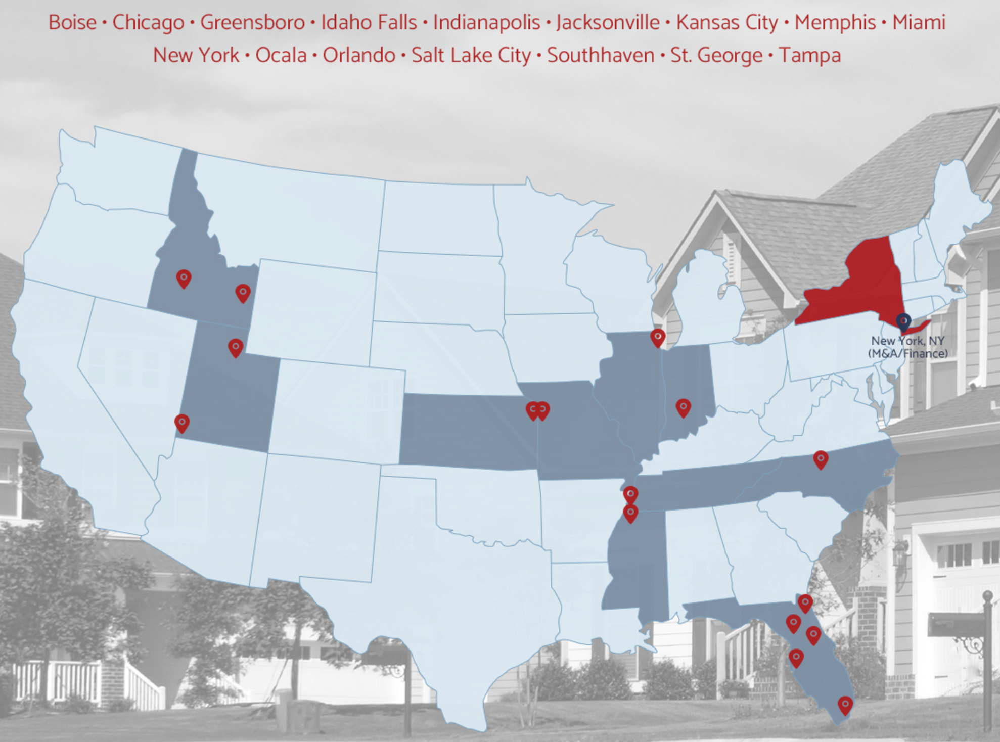 Boise • Chicago • Greensboro • Idaho Falls • Indianapolis • Jacksonville • Kansas City • Memphis • Miami
New York • Ocala • Orlando • Salt Lake City • Southhaven • St. George • Tampa
New York, NY
(M&A/Finance)